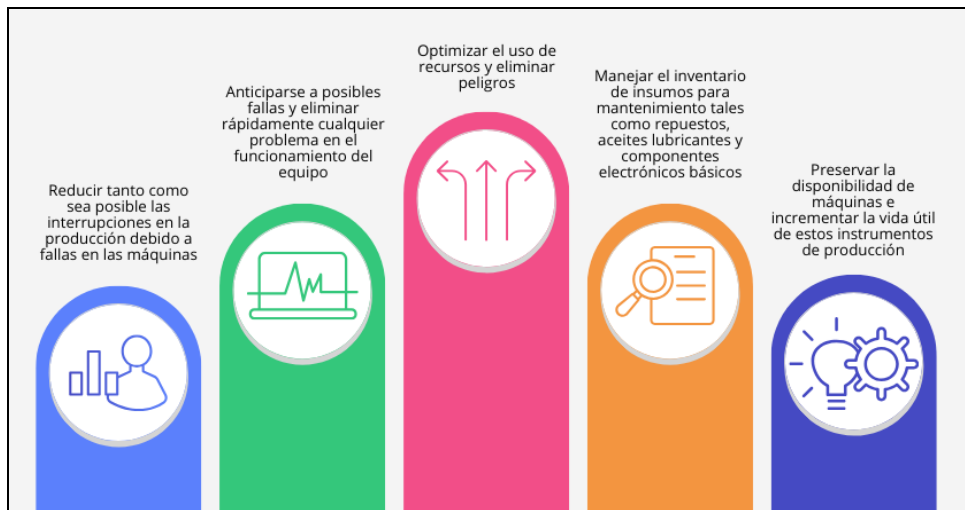 Reducir tanto como
sea posible las
interrupciones en la
producción debido a
fallas en las máquinas
Anticiparse a posibles
fallas y eliminar
rápidamente cualquier
problema en el
funcionamiento del
equipo
Optimizar el uso de
recursos y eliminar
peligros
Manejar el inventario
de insumos para
mantenimiento tales
como repuestos,
aceites lubricantes y
componentes
electrónicos básicos
Preservar la
disponibilidad de
máquinas e
incrementar la vida útil
de estos instrumentos
de producción